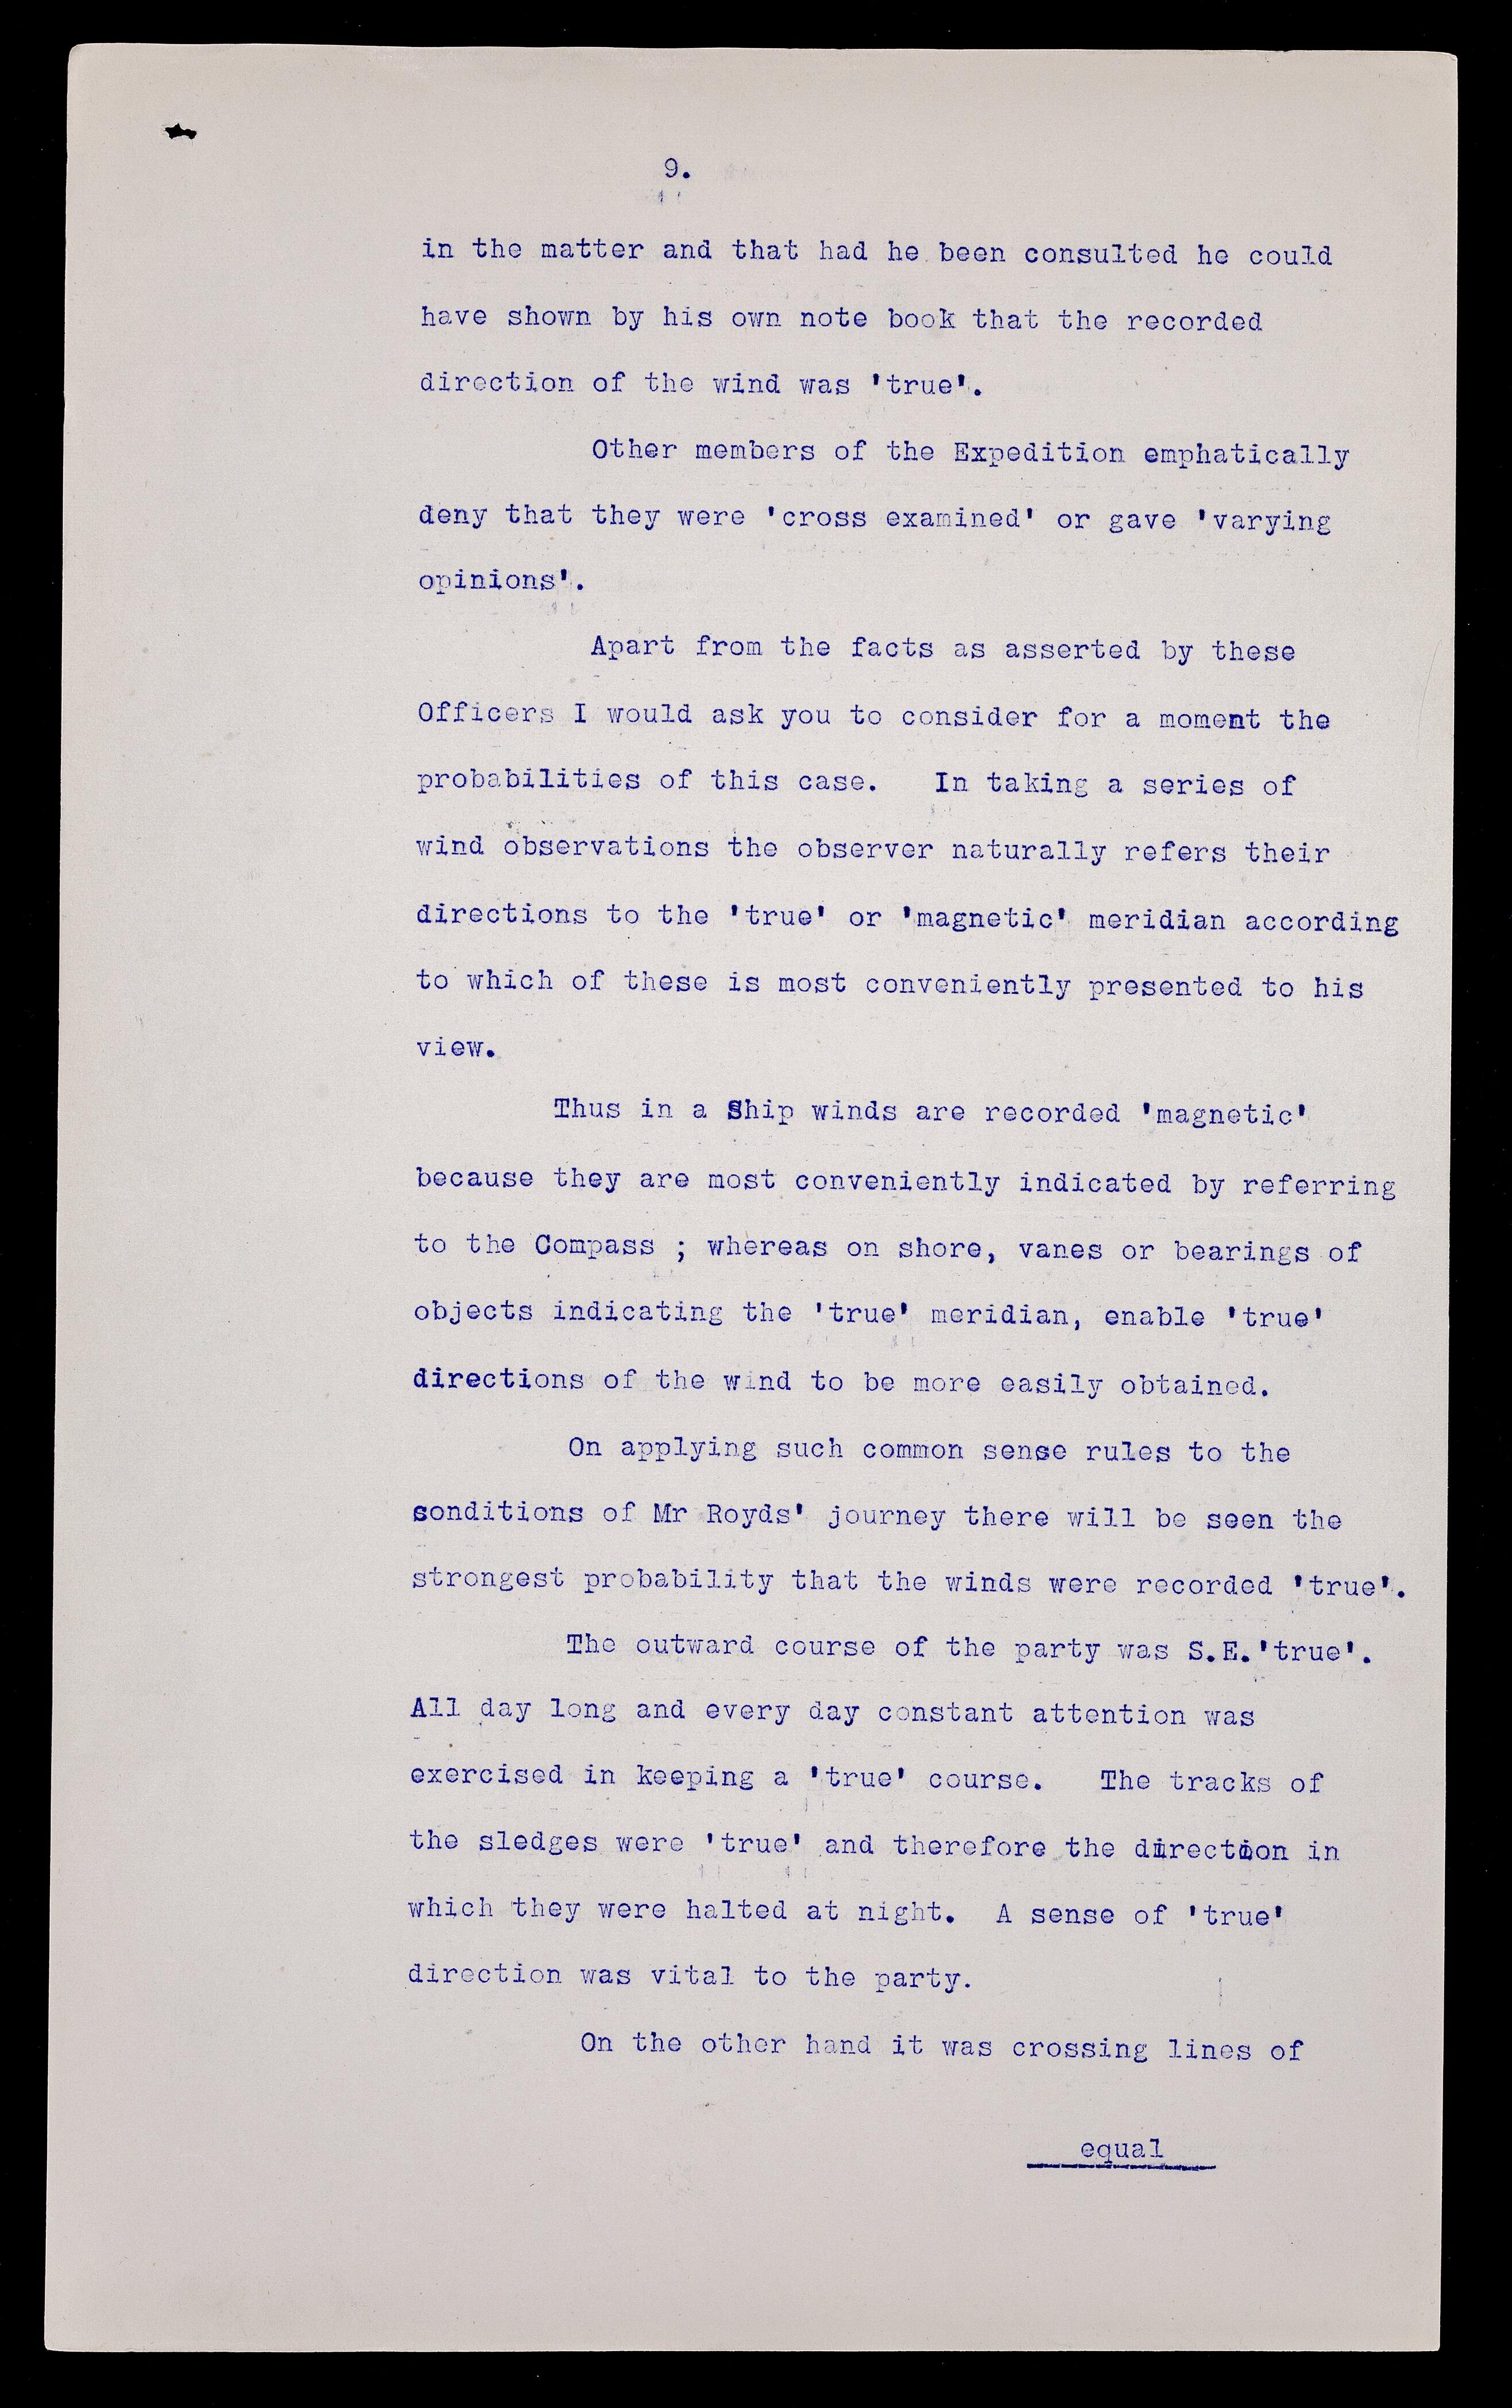 9.
in the matter and that had he been consulted he could
have shown by his own note book that the recorded
direction of the wind was 'true'.
Other members of the Expedition emphatically
deny that they were 'cross examined' or gave 'varying
opinions'.
Apart from the facts as asserted by these
Officers I would ask you to consider for a moment the
probabilities of this case. In taking a series of
wind observations the observer naturally refers their
directions to the 'true' or 'magnetic' meridian according
to which of these is most conveniently presented to his
view.
Thus in a Ship winds are recorded 'magnetic'
because they are most conveniently indicated by referring
to the Compass ; whereas on shore, vanes or bearings of
objects indicating the 'true' meridian, enable 'true'
directions of the wind to be more easily obtained.
On applying such common sense rules to the
conditions of Mr Royds' journey there will be seen the
strongest probability that the winds were recorded 'true'.
The outward course of the party was S.E.'true'.
All day long and every day constant attention was
exercised in keeping a 'true' course. The tracks of
the sledges were 'true' and therefore the direction in
which they were halted at night. A sense of 'true'
direction was vital to the party.
On the other hand it was crossing lines of
equal